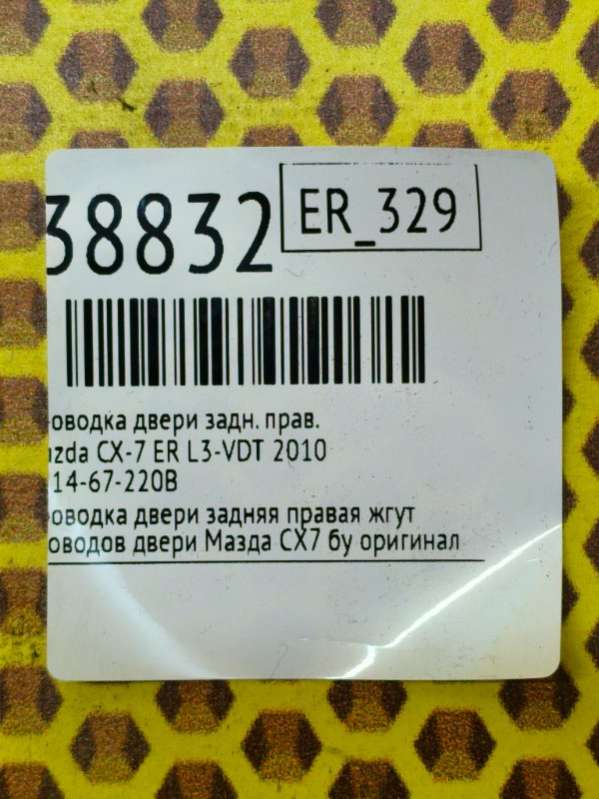 38832
ER_329
оводка двери задн. прав.
zda CX-7 ER L3-VDT 2010
14-67-220B
оводка двери задняя правая жгут
оводов двери Мазда CX7 бу оригинал